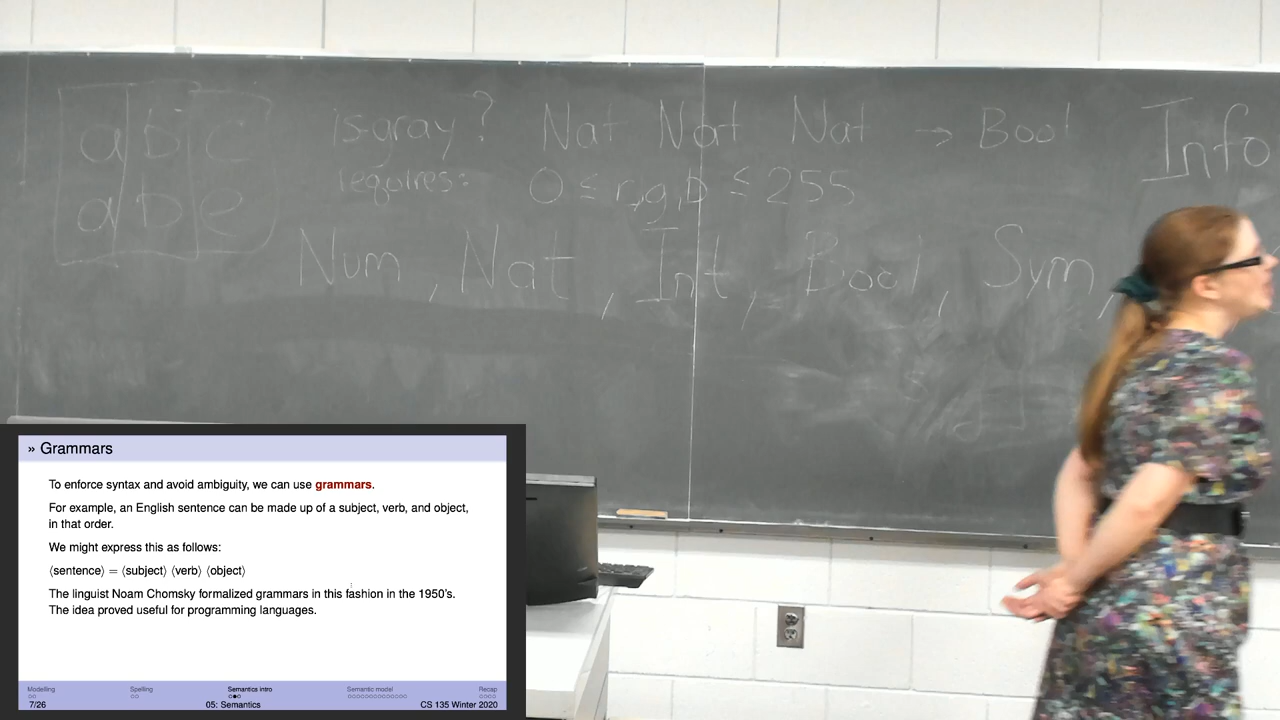 a b c
a b e
is-gray? Nat Nat Nat → Bool
requires: 0 ≤ r,g,b ≤ 255
Num, Nat, Int, Bool, Sym,
Info
» Grammars
To enforce syntax and avoid ambiguity, we can use grammars.
For example, an English sentence can be made up of a subject, verb, and object,
in that order.
We might express this as follows:
⟨sentence⟩ = ⟨subject⟩ ⟨verb⟩ ⟨object⟩
The linguist Noam Chomsky formalized grammars in this fashion in the 1950's.
The idea proved useful for programming languages.
Modelling Spelling Semantics intro Semantic model Recap
7/26 05: Semantics CS 135 Winter 2020